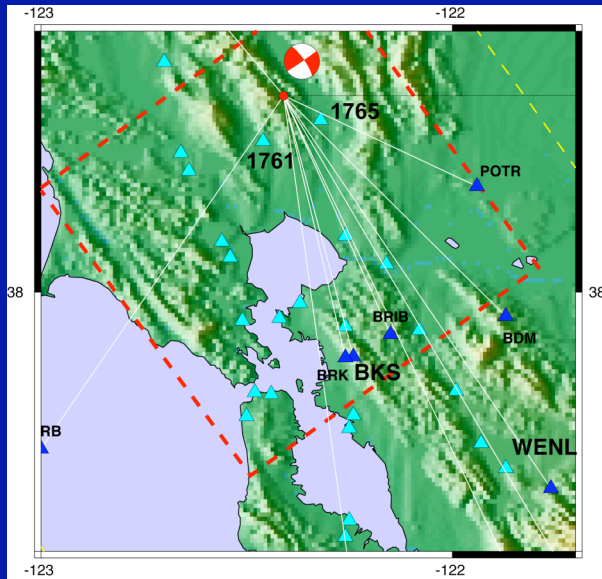 -123
-122
1765
1761
POTR
38
38
BRIB
BDM
BRK
BKS
RB
WENL
-123
-122